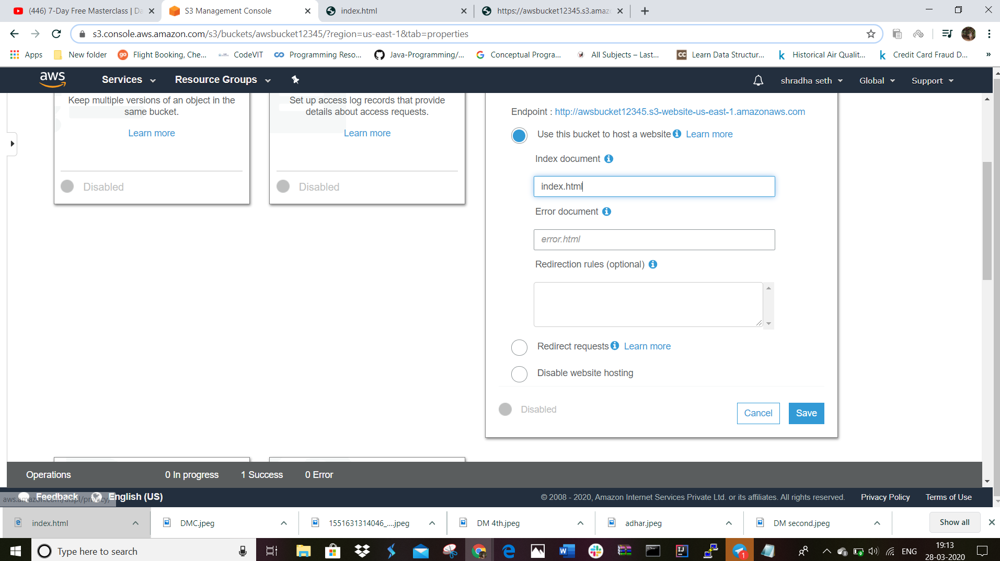 (446) 7-Day Free Masterclass | Da
S3 Management Console
index.html
https://awsbucket12345.s3.amaz
s3.console.aws.amazon.com/s3/buckets/awsbucket12345/?region=us-east-1&tab=properties
Apps
New folder
go
Flight Booking, Che...
CodeVIT
Programming Reso...
Java-Programming/...
Conceptual Progra...
All Subjects – Last...
CC
Learn Data Structur...
k
Historical Air Qualit...
k
Credit Card Fraud D...
»
aws
Services
Resource Groups
shradha seth
Global
Support
Keep multiple versions of an object in the
same bucket.
Learn more
Disabled
Set up access log records that provide
details about access requests.
Learn more
Disabled
Endpoint : http://awsbucket12345.s3-website-us-east-1.amazonaws.com
Use this bucket to host a website Learn more
Index document
index.html
Error document
error.html
Redirection rules (optional)
Redirect requests Learn more
Disable website hosting
Disabled
Cancel
Save
Operations
0 In progress
1 Success
0 Error
Feedback
English (US)
aws.amazon.com/aispl/privacy/
© 2008 - 2020, Amazon Internet Services Private Ltd. or its affiliates. All rights reserved.
Privacy Policy
Terms of Use
index.html
DMC.jpeg
1551631314046_....jpeg
DM 4th.jpeg
adhar.jpeg
DM second.jpeg
Show all
Type here to search
1
ENG
19:13
28-03-2020